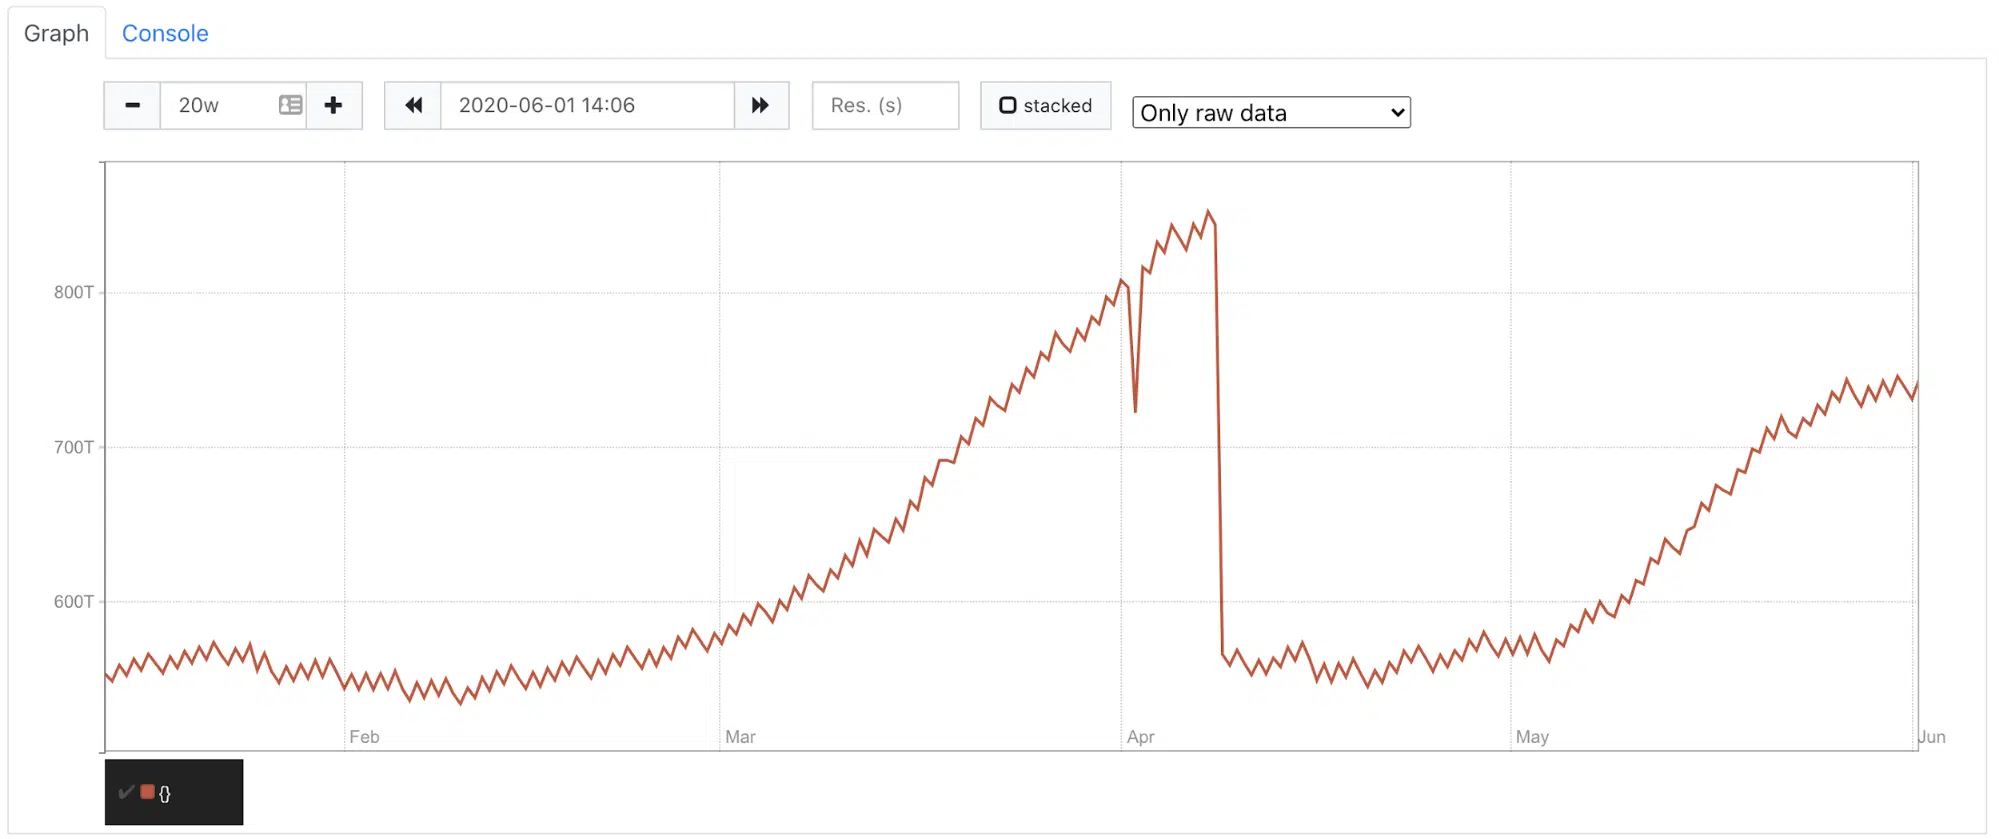 Graph Console
20w 2020-06-01 14:06 Res. (s) stacked Only raw data
800T
700T
600T
Feb Mar Apr May Jun
{}